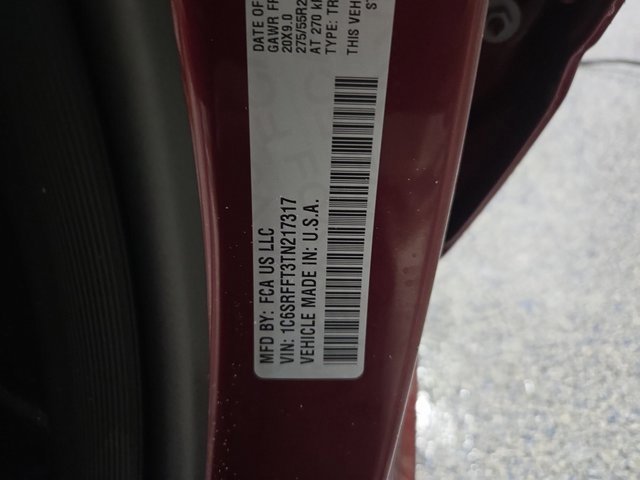 MFD BY: FCA US LLC
DATE OF
GAWR FR
20X9.0
275/55R2
AT 270 k
TYPE: TR
VIN: 1C6SRFFT3TN217317
VEHICLE MADE IN: U.S.A.
THIS VEH